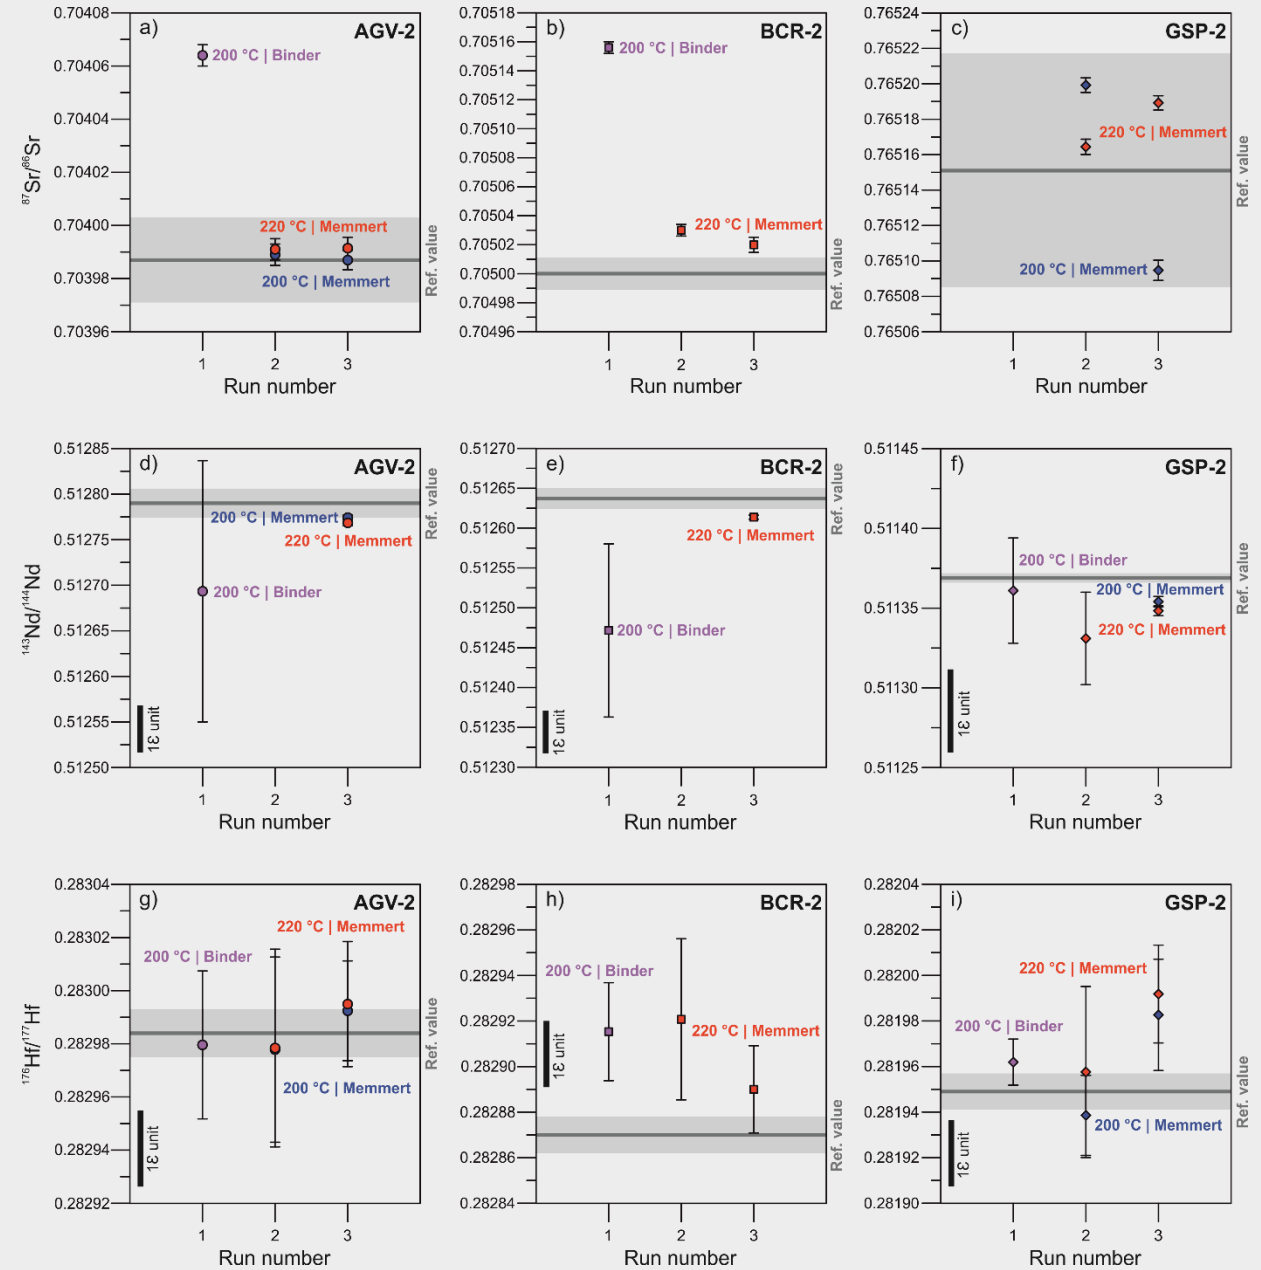 a) AGV-2
0.70408
0.70406
0.70404
0.70402
0.70400
0.70398
0.70396
⁸⁷Sr/⁸⁶Sr
200 °C | Binder
220 °C | Memmert
200 °C | Memmert
Ref. value
1 2 3
Run number
b) BCR-2
0.70518
0.70516
0.70514
0.70512
0.70510
0.70508
0.70506
0.70504
0.70502
0.70500
0.70498
0.70496
200 °C | Binder
220 °C | Memmert
Ref. value
1 2 3
Run number
c) GSP-2
0.76524
0.76522
0.76520
0.76518
0.76516
0.76514
0.76512
0.76510
0.76508
0.76506
220 °C | Memmert
200 °C | Memmert
Ref. value
1 2 3
Run number
d) AGV-2
0.51285
0.51280
0.51275
0.51270
0.51265
0.51260
0.51255
0.51250
¹⁴³Nd/¹⁴⁴Nd
200 °C | Memmert
220 °C | Memmert
200 °C | Binder
1Ɛ unit
Ref. value
1 2 3
Run number
e) BCR-2
0.51270
0.51265
0.51260
0.51255
0.51250
0.51245
0.51240
0.51235
0.51230
220 °C | Memmert
200 °C | Binder
1Ɛ unit
Ref. value
1 2 3
Run number
f) GSP-2
0.51145
0.51140
0.51135
0.51130
0.51125
200 °C | Binder
200 °C | Memmert
220 °C | Memmert
1Ɛ unit
Ref. value
1 2 3
Run number
g) AGV-2
0.28304
0.28302
0.28300
0.28298
0.28296
0.28294
0.28292
¹⁷⁶Hf/¹⁷⁷Hf
220 °C | Memmert
200 °C | Binder
200 °C | Memmert
1Ɛ unit
Ref. value
1 2 3
Run number
h) BCR-2
0.28298
0.28296
0.28294
0.28292
0.28290
0.28288
0.28286
0.28284
200 °C | Binder
220 °C | Memmert
1Ɛ unit
Ref. value
1 2 3
Run number
i) GSP-2
0.28204
0.28202
0.28200
0.28198
0.28196
0.28194
0.28192
0.28190
220 °C | Memmert
200 °C | Binder
200 °C | Memmert
1Ɛ unit
Ref. value
1 2 3
Run number